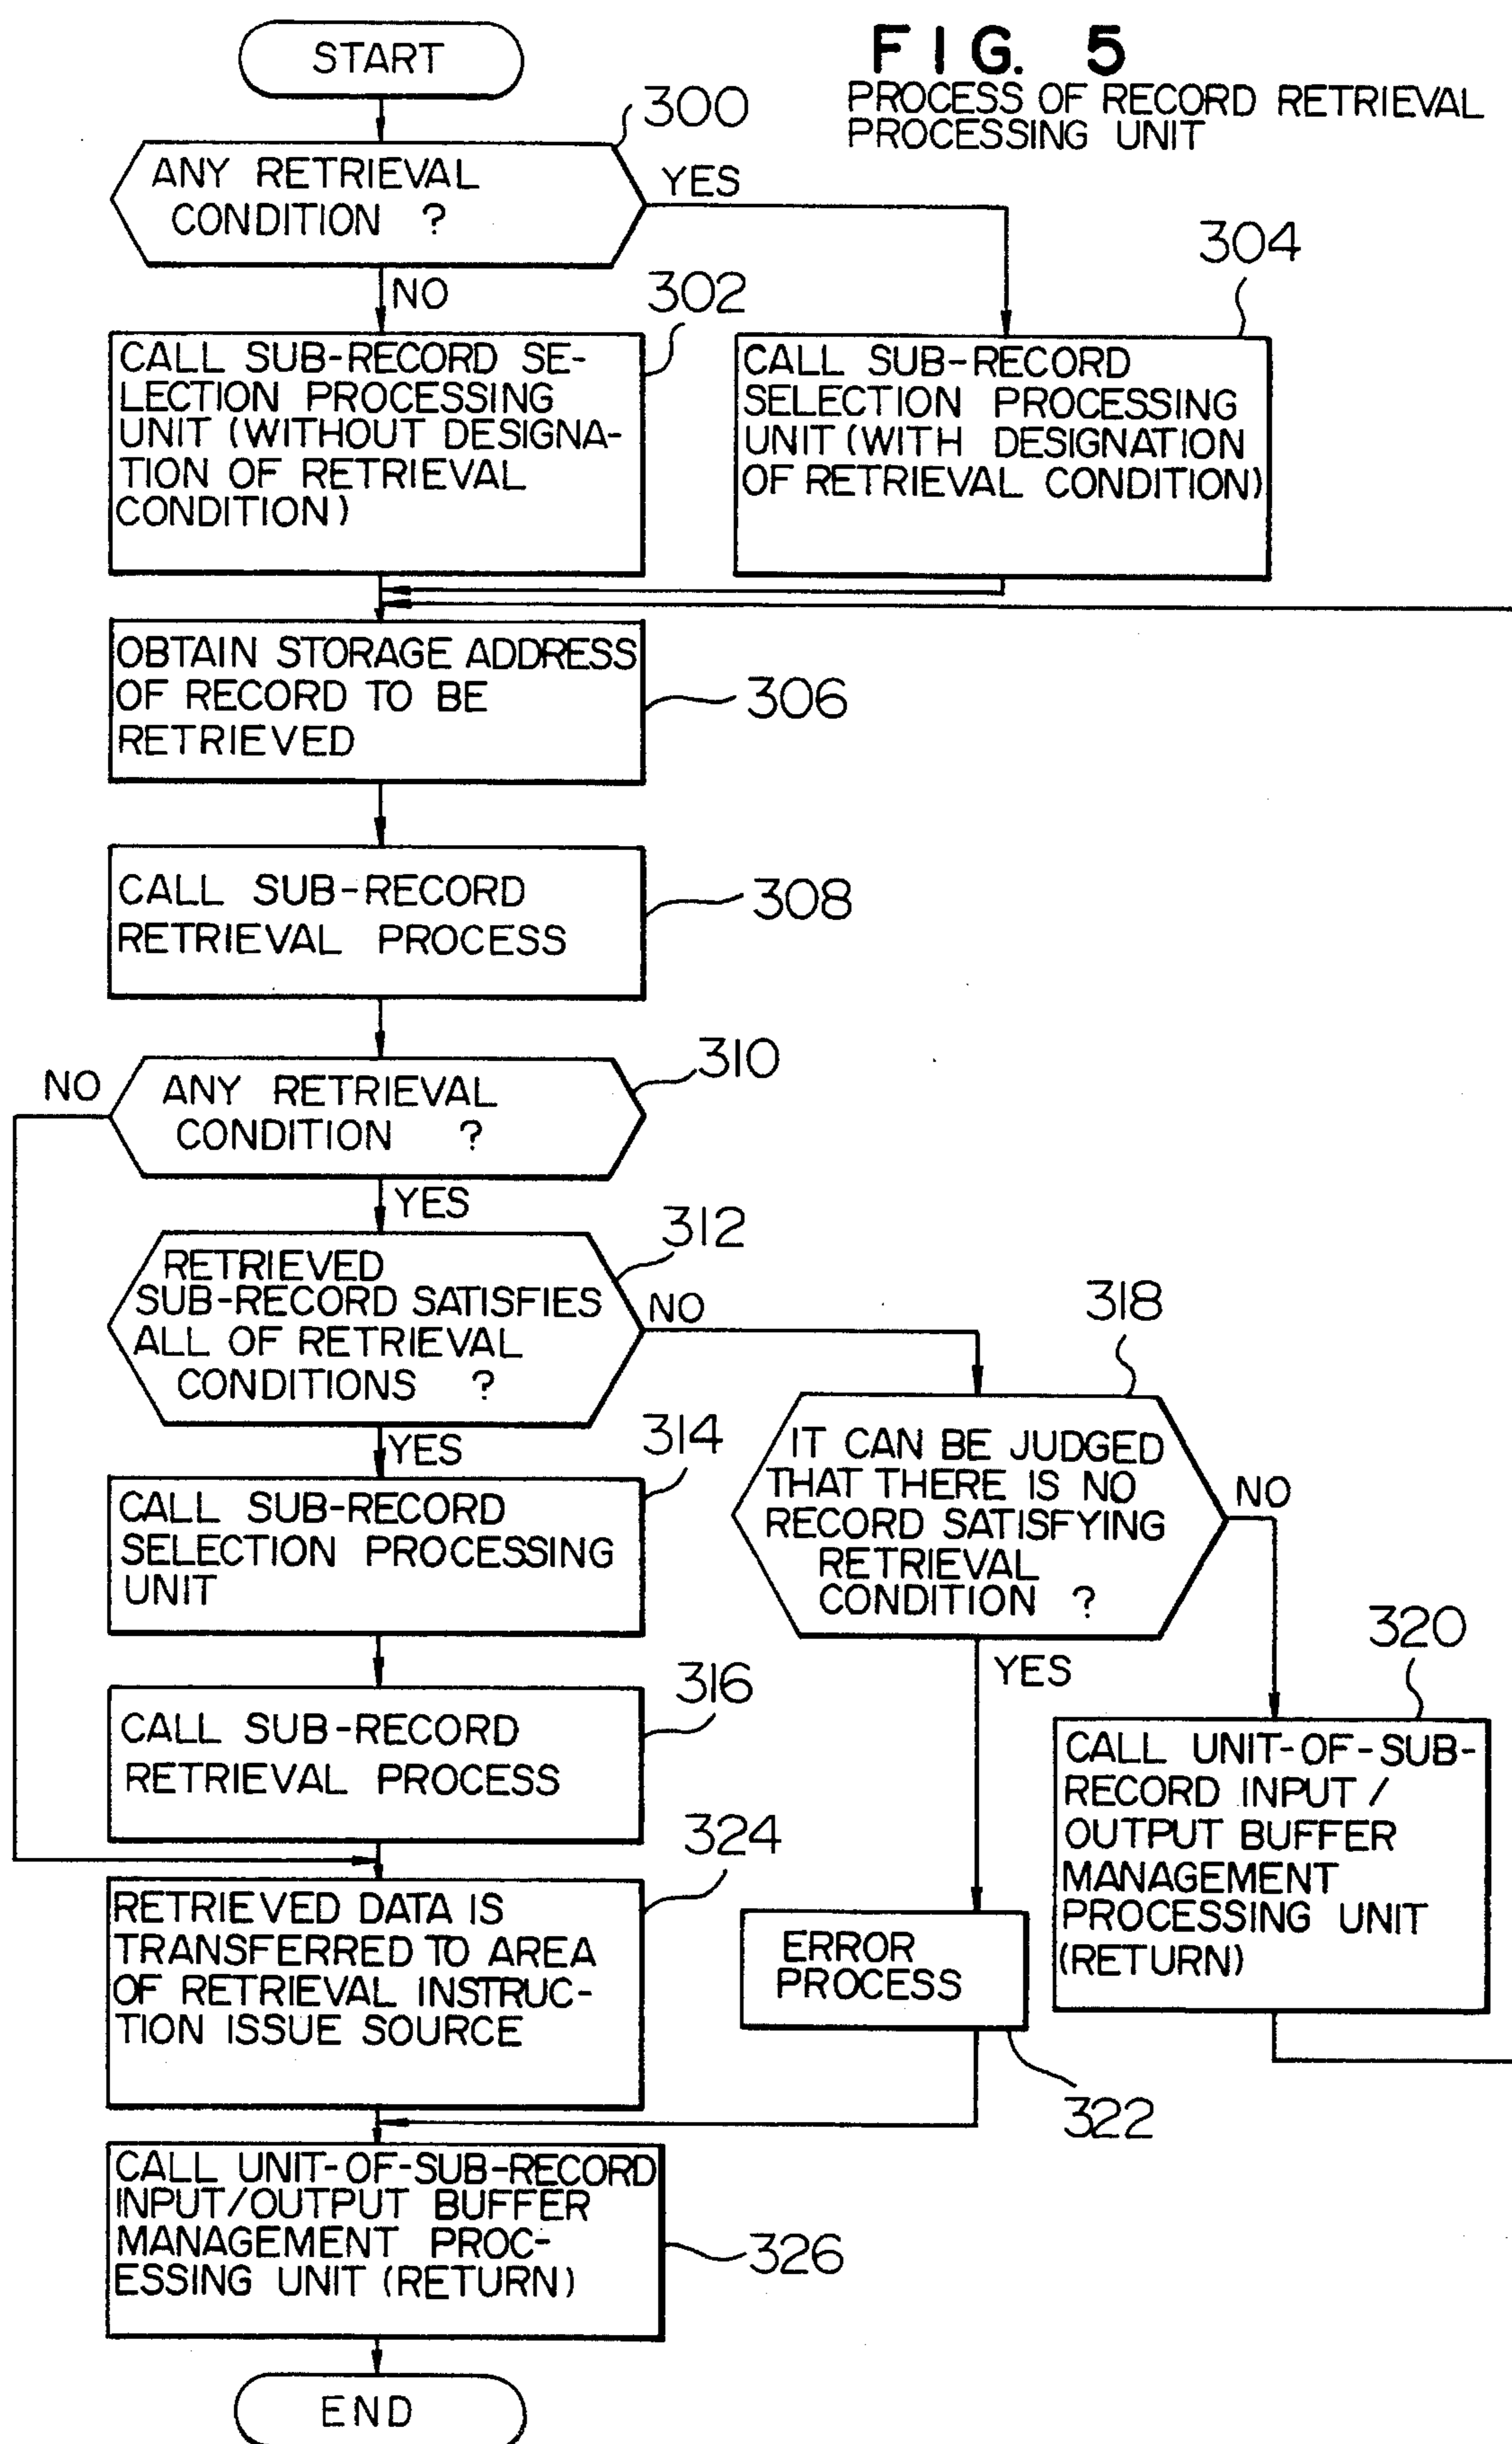 FIG. 5
PROCESS OF RECORD RETRIEVAL
PROCESSING UNIT
START
300
ANY RETRIEVAL
CONDITION ?
YES
NO
302
CALL SUB-RECORD SE-
LECTION PROCESSING
UNIT (WITHOUT DESIGNA-
TION OF RETRIEVAL
CONDITION)
304
CALL SUB-RECORD
SELECTION PROCESSING
UNIT (WITH DESIGNATION
OF RETRIEVAL CONDITION)
OBTAIN STORAGE ADDRESS
OF RECORD TO BE
RETRIEVED
306
CALL SUB-RECORD
RETRIEVAL PROCESS
308
310
NO
ANY RETRIEVAL
CONDITION ?
YES
312
RETRIEVED
SUB-RECORD SATISFIES
ALL OF RETRIEVAL
CONDITIONS ?
NO
YES
318
IT CAN BE JUDGED
THAT THERE IS NO
RECORD SATISFYING
RETRIEVAL
CONDITION ?
NO
YES
314
CALL SUB-RECORD
SELECTION PROCESSING
UNIT
316
CALL SUB-RECORD
RETRIEVAL PROCESS
320
CALL UNIT-OF-SUB-
RECORD INPUT/
OUTPUT BUFFER
MANAGEMENT
PROCESSING UNIT
(RETURN)
324
RETRIEVED DATA IS
TRANSFERRED TO AREA
OF RETRIEVAL INSTRUC-
TION ISSUE SOURCE
ERROR
PROCESS
322
CALL UNIT-OF-SUB-RECORD
INPUT/OUTPUT BUFFER
MANAGEMENT PROC-
ESSING UNIT (RETURN)
326
END